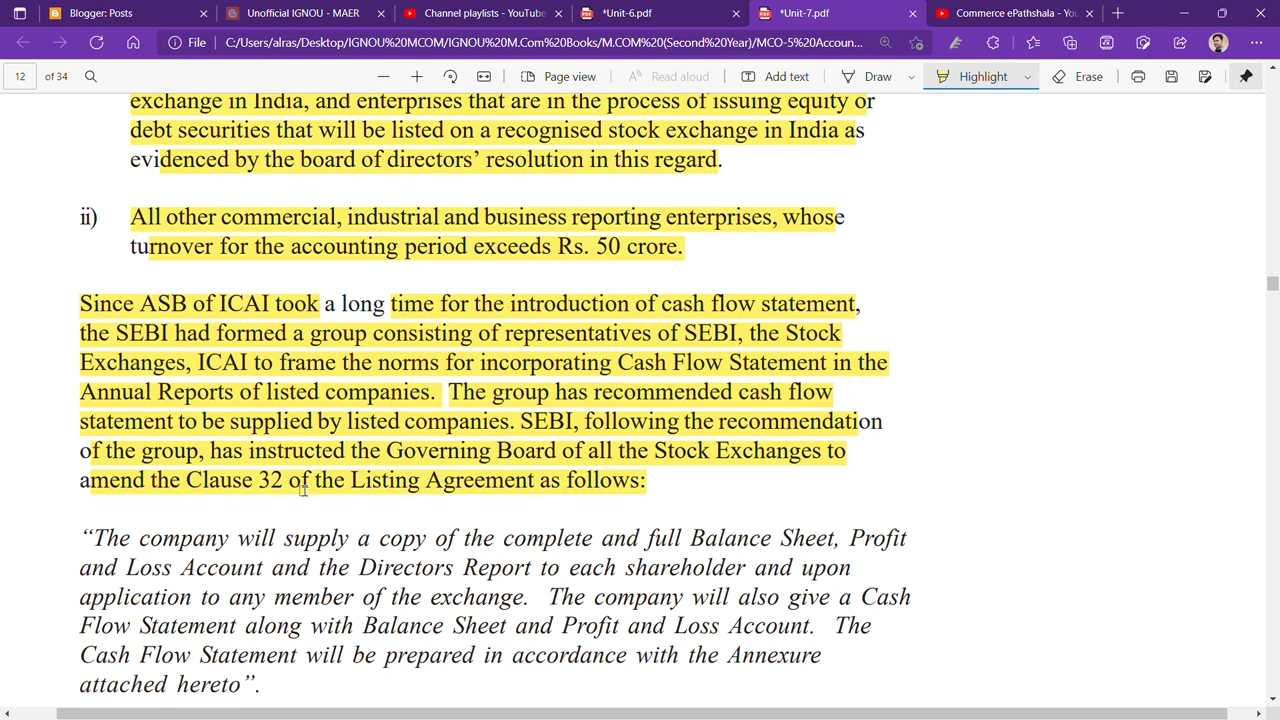 Blogger: Posts
Unofficial IGNOU - MAER
Channel playlists - YouTube
*Unit-6.pdf
*Unit-7.pdf
Commerce ePathshala - Yo
File C:/Users/alras/Desktop/IGNOU%20MCOM/IGNOU%20M.Com%20Books/M.COM%20(Second%20Year)/MCO-5%20Accoun...
12 of 34 Page view Read aloud Add text Draw Highlight Erase
exchange in India, and enterprises that are in the process of issuing equity or
debt securities that will be listed on a recognised stock exchange in India as
evidenced by the board of directors’ resolution in this regard.
ii) All other commercial, industrial and business reporting enterprises, whose
turnover for the accounting period exceeds Rs. 50 crore.
Since ASB of ICAI took a long time for the introduction of cash flow statement,
the SEBI had formed a group consisting of representatives of SEBI, the Stock
Exchanges, ICAI to frame the norms for incorporating Cash Flow Statement in the
Annual Reports of listed companies. The group has recommended cash flow
statement to be supplied by listed companies. SEBI, following the recommendation
of the group, has instructed the Governing Board of all the Stock Exchanges to
amend the Clause 32 of the Listing Agreement as follows:
“The company will supply a copy of the complete and full Balance Sheet, Profit
and Loss Account and the Directors Report to each shareholder and upon
application to any member of the exchange. The company will also give a Cash
Flow Statement along with Balance Sheet and Profit and Loss Account. The
Cash Flow Statement will be prepared in accordance with the Annexure
attached hereto”.